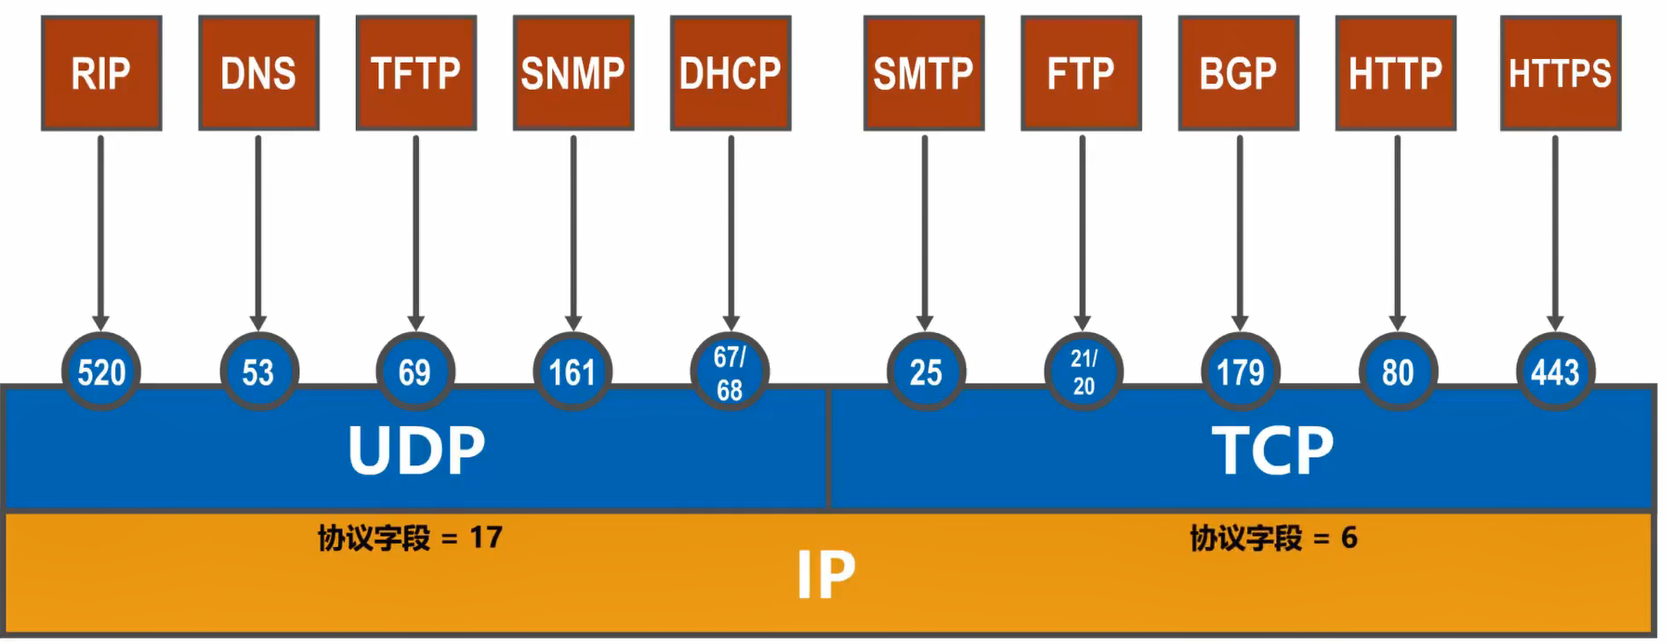 RIP DNS TFTP SNMP DHCP SMTP FTP BGP HTTP HTTPS
520 53 69 161 67/ 68 25 21/ 20 179 80 443
UDP TCP
协议字段 = 17 协议字段 = 6
IP